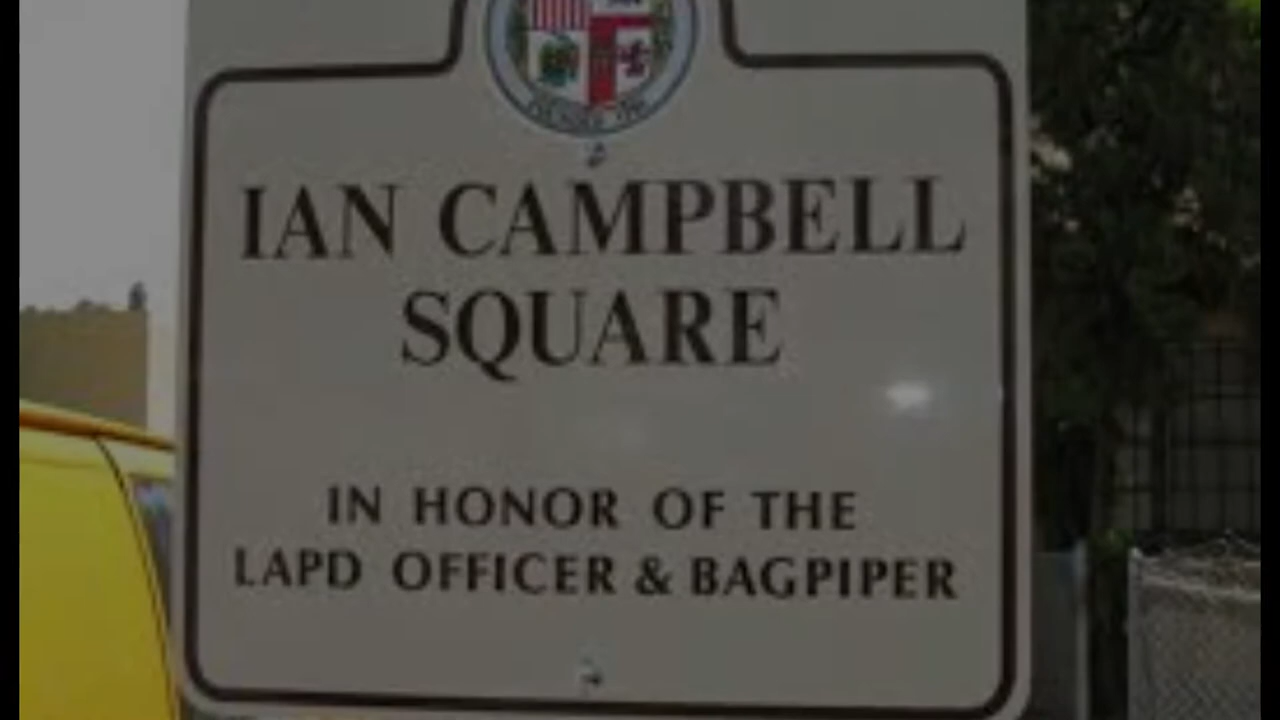 IAN CAMPBELL
SQUARE
IN HONOR OF THE
LAPD OFFICER & BAGPIPER